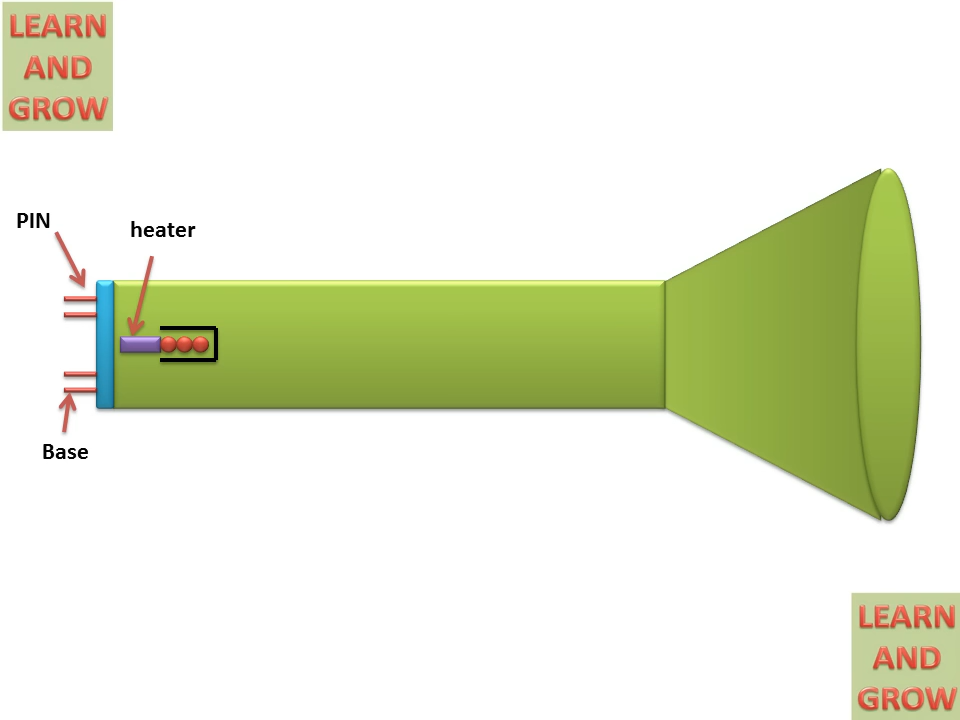 LEARN
AND
GROW
PIN
heater
Base
LEARN
AND
GROW